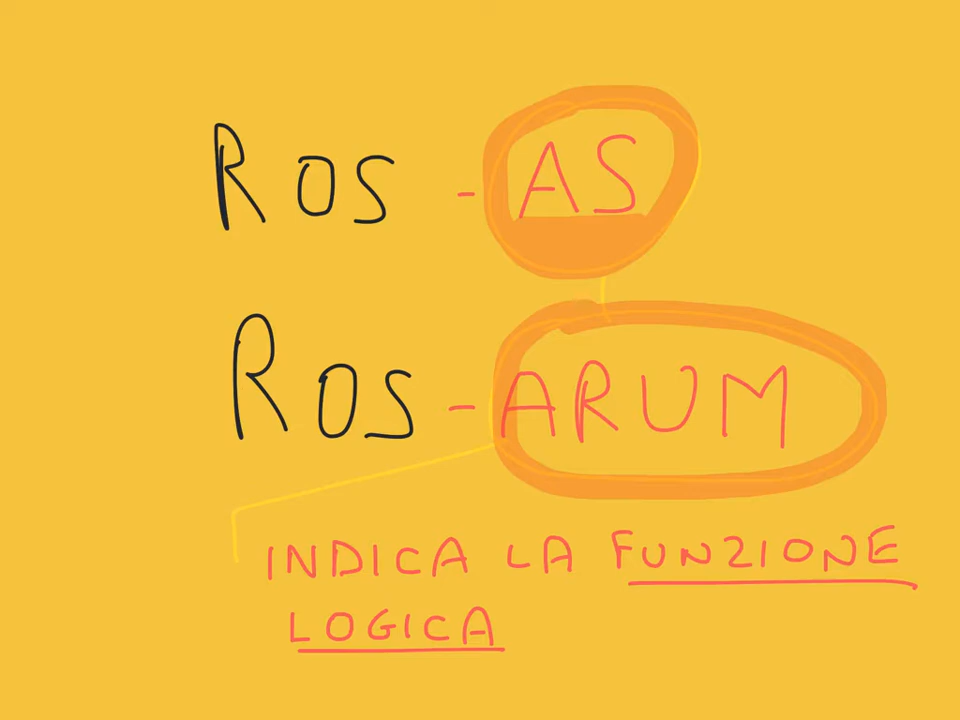 ROS - AS
ROS - ARUM
INDICA LA FUNZIONE
LOGICA